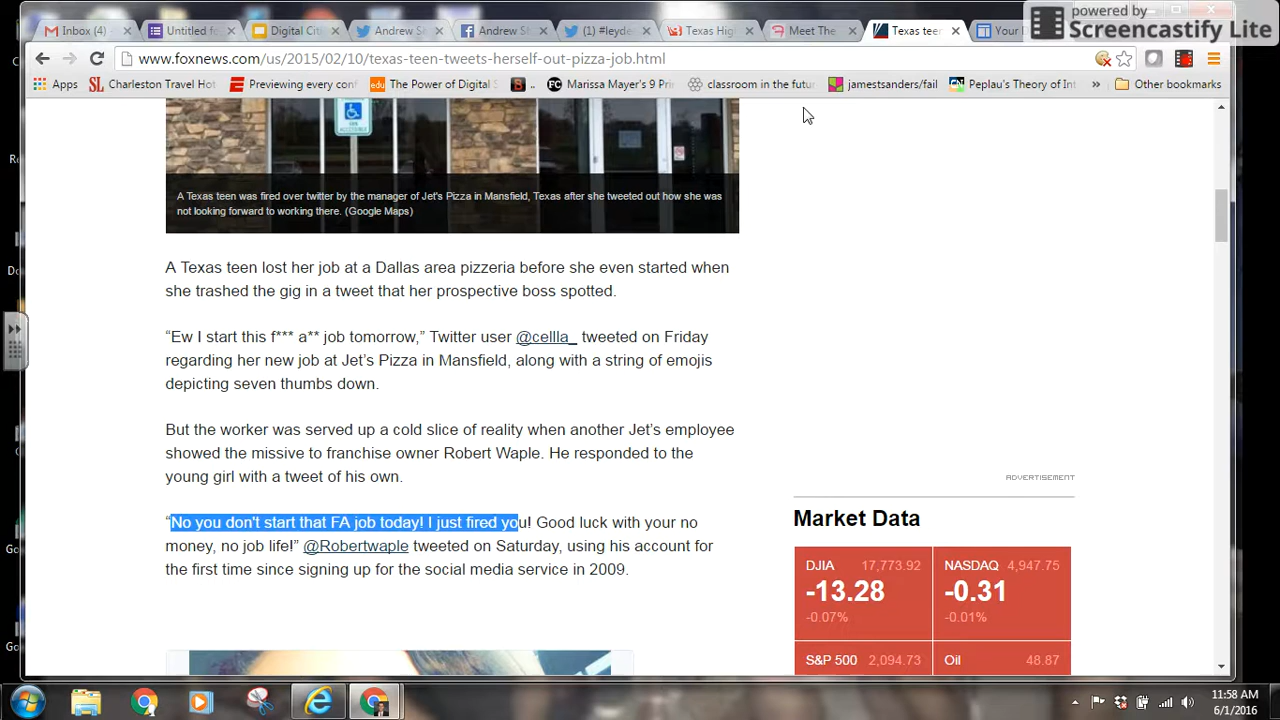 powered by
Screencastify Lite
Inbox (4)
Untitled fe
Digital Ci
Andrew S
Andrew S
(1) #leyde
Texas Hig
Meet The
Texas teen
Your
www.foxnews.com/us/2015/02/10/texas-teen-tweets-herself-out-pizza-job.html
Apps
Charleston Travel Hot
Previewing every con
The Power of Digital S
..
Marissa Mayer's 9 Prin
classroom in the futur
jamestsanders/fail
Peplau's Theory of Int
»
Other bookmarks
A Texas teen was fired over twitter by the manager of Jet's Pizza in Mansfield, Texas after she tweeted out how she was
not looking forward to working there. (Google Maps)
A Texas teen lost her job at a Dallas area pizzeria before she even started when
she trashed the gig in a tweet that her prospective boss spotted.
“Ew I start this f*** a** job tomorrow,” Twitter user @cellla_ tweeted on Friday
regarding her new job at Jet’s Pizza in Mansfield, along with a string of emojis
depicting seven thumbs down.
But the worker was served up a cold slice of reality when another Jet’s employee
showed the missive to franchise owner Robert Waple. He responded to the
young girl with a tweet of his own.
“No you don't start that FA job today! I just fired you! Good luck with your no
money, no job life!” @Robertwaple tweeted on Saturday, using his account for
the first time since signing up for the social media service in 2009.
ADVERTISEMENT
Market Data
DJIA 17,773.92
-13.28
-0.07%
NASDAQ 4,947.75
-0.31
-0.01%
S&P 500 2,094.73
Oil 48.87
11:58 AM
6/1/2016